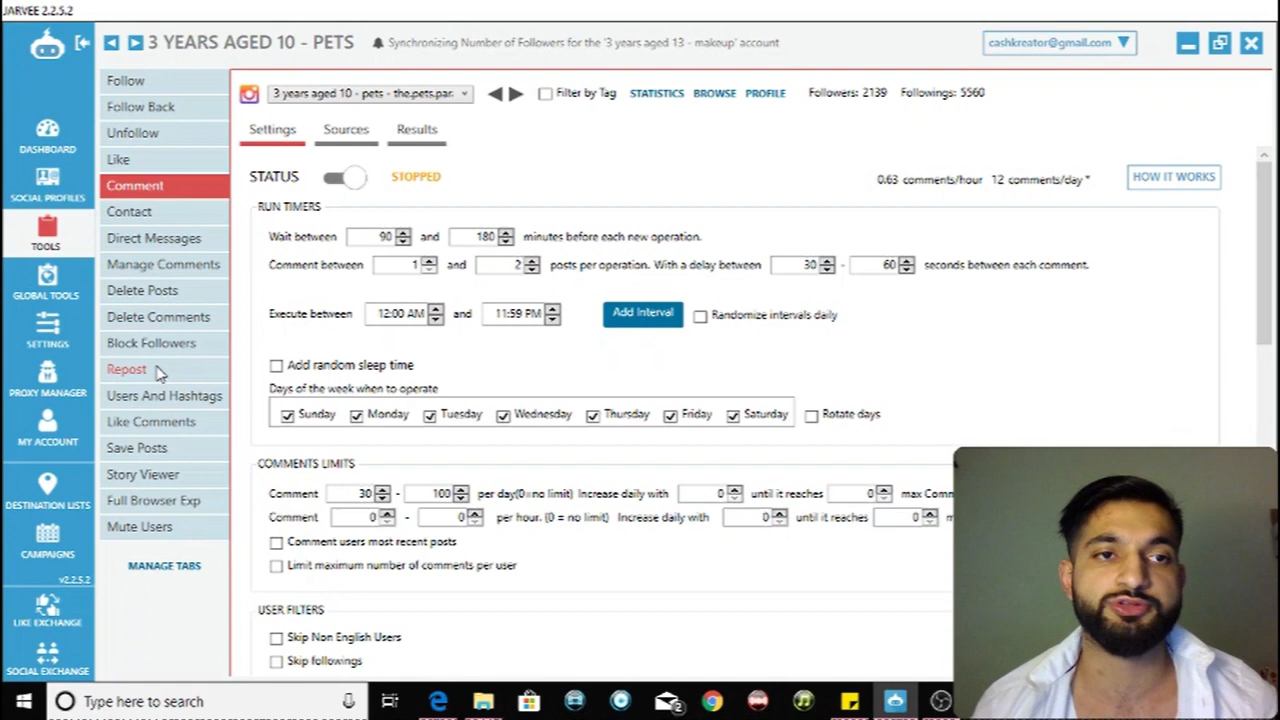 JARVEE 2.2.5.2
3 YEARS AGED 10 - PETS
Synchronizing Number of Followers for the '3 years aged 13 - makeup' account
cashkreator@gmail.com
DASHBOARD
SOCIAL PROFILES
TOOLS
GLOBAL TOOLS
SETTINGS
PROXY MANAGER
MY ACCOUNT
DESTINATION LISTS
CAMPAIGNS
v2.2.5.2
LIKE EXCHANGE
SOCIAL EXCHANGE
Follow
Follow Back
Unfollow
Like
Comment
Contact
Direct Messages
Manage Comments
Delete Posts
Delete Comments
Block Followers
Repost
Users And Hashtags
Like Comments
Save Posts
Story Viewer
Full Browser Exp
Mute Users
MANAGE TABS
3 years aged 10 - pets - the.pets.par. Filter by Tag STATISTICS BROWSE PROFILE Followers: 2139 Followings: 5560
Settings Sources Results
STATUS STOPPED 0.63 comments/hour 12 comments/day * HOW IT WORKS
RUN TIMERS
Wait between 90 and 180 minutes before each new operation.
Comment between 1 and 2 posts per operation. With a delay between 30 - 60 seconds between each comment.
Execute between 12:00 AM and 11:59 PM Add Interval Randomize intervals daily
Add random sleep time
Days of the week when to operate
Sunday Monday Tuesday Wednesday Thursday Friday Saturday Rotate days
COMMENTS LIMITS
Comment 30 - 100 per day(0=no limit) Increase daily with 0 until it reaches 0 max Comm
Comment 0 - 0 per hour. (0 = no limit) Increase daily with 0 until it reaches 0
Comment users most recent posts
Limit maximum number of comments per user
USER FILTERS
Skip Non English Users
Skip followings
Type here to search
2